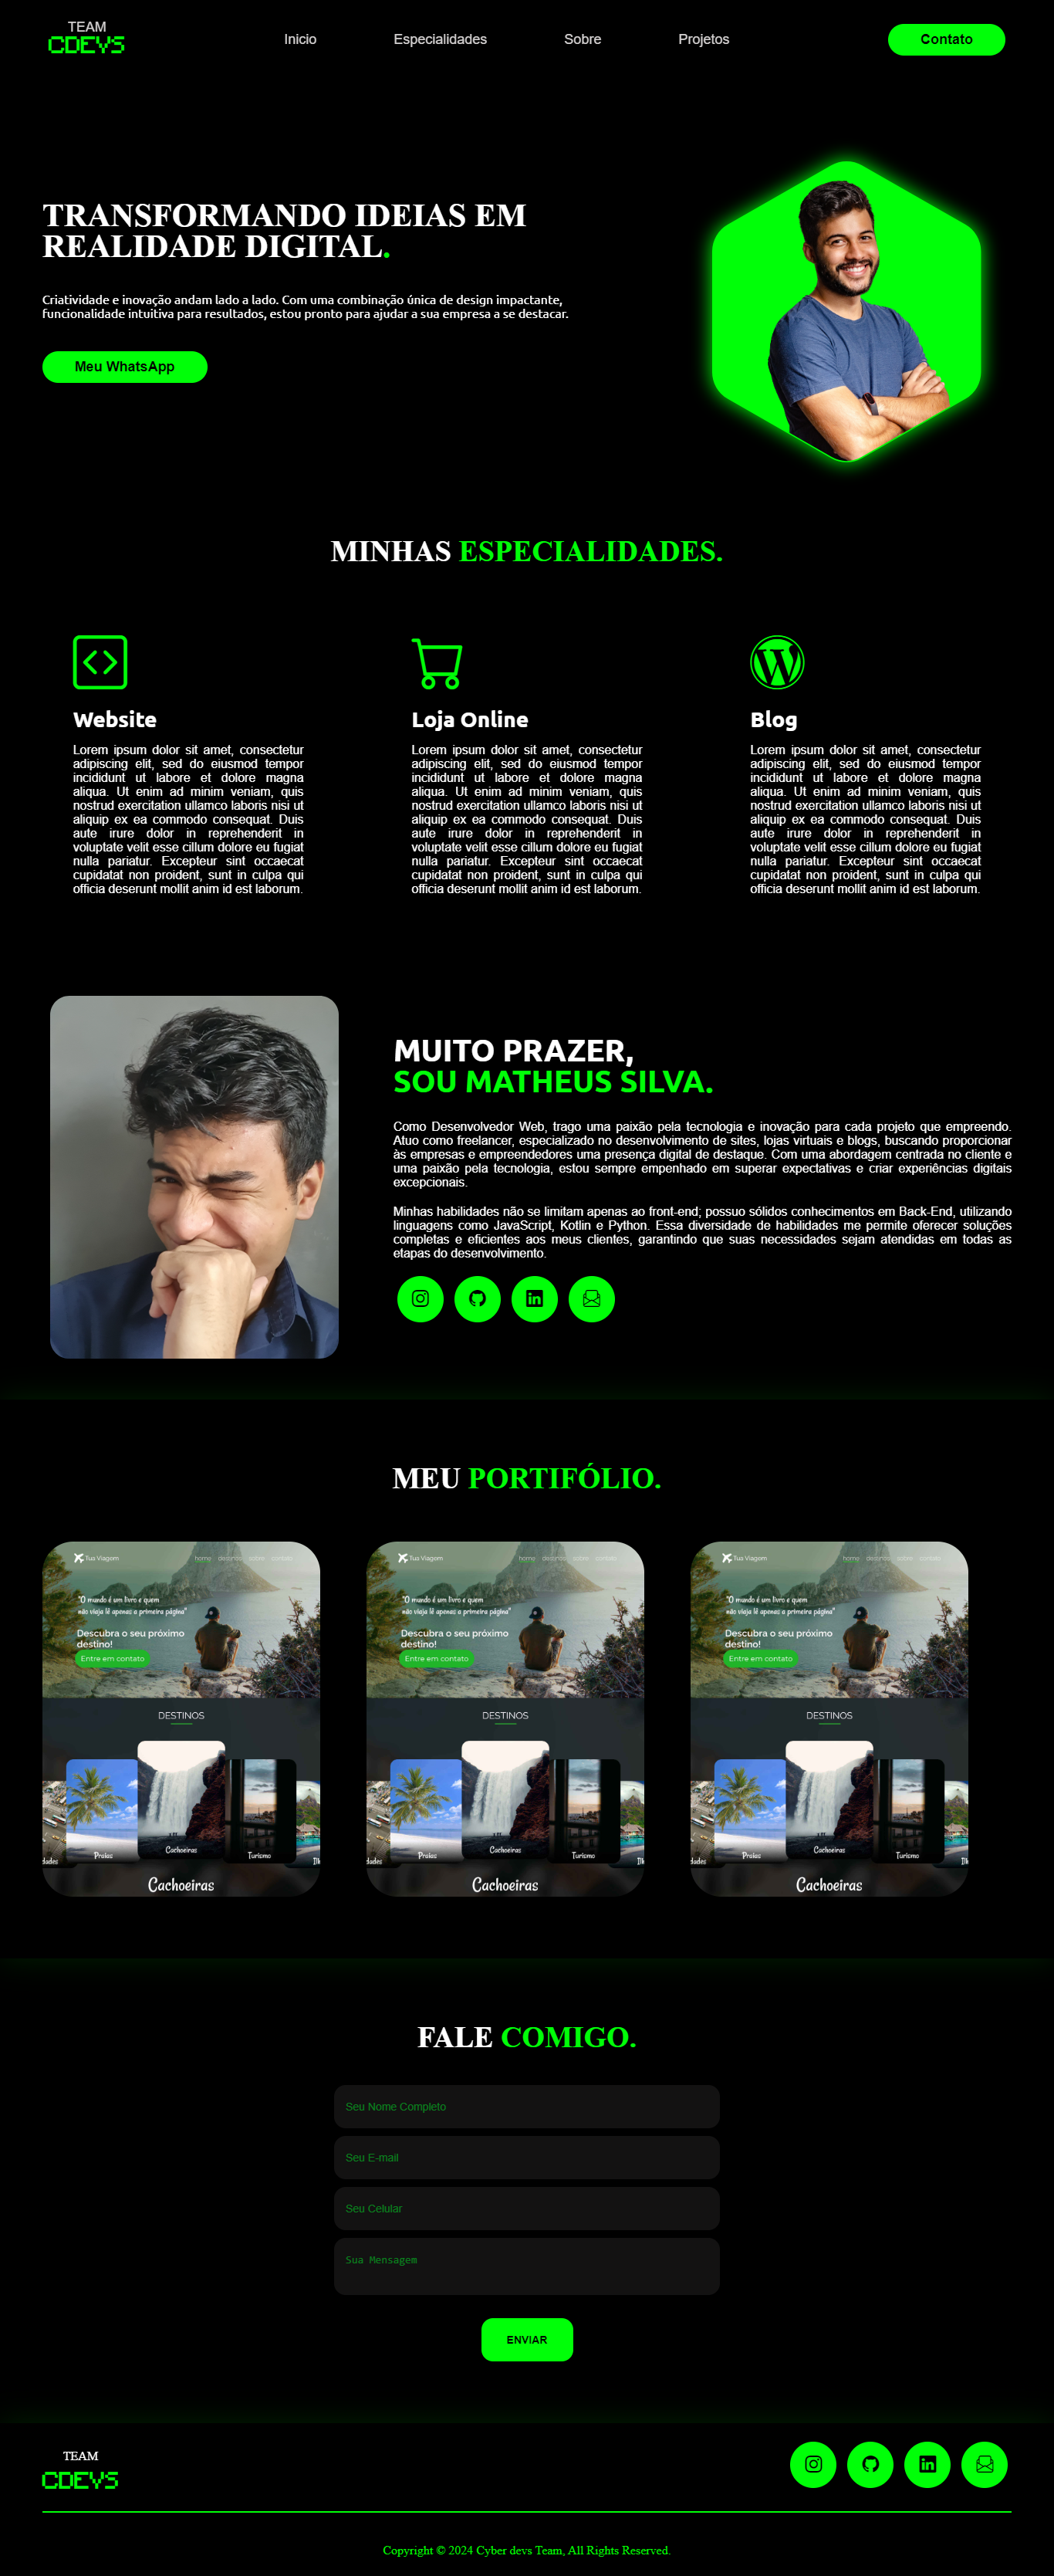 TEAM
CDEVS
Inicio
Especialidades
Sobre
Projetos
Contato
TRANSFORMANDO IDEIAS EM
REALIDADE DIGITAL.
Criatividade e inovação andam lado a lado. Com uma combinação única de design impactante,
funcionalidade intuitiva para resultados, estou pronto para ajudar a sua empresa a se destacar.
Meu WhatsApp
MINHAS ESPECIALIDADES.
Website
Lorem ipsum dolor sit amet, consectetur
adipiscing elit, sed do eiusmod tempor
incididunt ut labore et dolore magna
aliqua. Ut enim ad minim veniam, quis
nostrud exercitation ullamco laboris nisi ut
aliquip ex ea commodo consequat. Duis
aute irure dolor in reprehenderit in
voluptate velit esse cillum dolore eu fugiat
nulla pariatur. Excepteur sint occaecat
cupidatat non proident, sunt in culpa qui
officia deserunt mollit anim id est laborum.
Loja Online
Lorem ipsum dolor sit amet, consectetur
adipiscing elit, sed do eiusmod tempor
incididunt ut labore et dolore magna
aliqua. Ut enim ad minim veniam, quis
nostrud exercitation ullamco laboris nisi ut
aliquip ex ea commodo consequat. Duis
aute irure dolor in reprehenderit in
voluptate velit esse cillum dolore eu fugiat
nulla pariatur. Excepteur sint occaecat
cupidatat non proident, sunt in culpa qui
officia deserunt mollit anim id est laborum.
Blog
Lorem ipsum dolor sit amet, consectetur
adipiscing elit, sed do eiusmod tempor
incididunt ut labore et dolore magna
aliqua. Ut enim ad minim veniam, quis
nostrud exercitation ullamco laboris nisi ut
aliquip ex ea commodo consequat. Duis
aute irure dolor in reprehenderit in
voluptate velit esse cillum dolore eu fugiat
nulla pariatur. Excepteur sint occaecat
cupidatat non proident, sunt in culpa qui
officia deserunt mollit anim id est laborum.
MUITO PRAZER,
SOU MATHEUS SILVA.
Como Desenvolvedor Web, trago uma paixão pela tecnologia e inovação para cada projeto que empreendo.
Atuo como freelancer, especializado no desenvolvimento de sites, lojas virtuais e blogs, buscando proporcionar
às empresas e empreendedores uma presença digital de destaque. Com uma abordagem centrada no cliente e
uma paixão pela tecnologia, estou sempre empenhado em superar expectativas e criar experiências digitais
excepcionais.
Minhas habilidades não se limitam apenas ao front-end; possuo sólidos conhecimentos em Back-End, utilizando
linguagens como JavaScript, Kotlin e Python. Essa diversidade de habilidades me permite oferecer soluções
completas e eficientes aos meus clientes, garantindo que suas necessidades sejam atendidas em todas as
etapas do desenvolvimento.
in
MEU PORTIFÓLIO.
Tua Viagem
home destinos sobre contato
"O mundo é um livro e quem
não viaja lê apenas a primeira página"
Descubra o seu próximo
destino!
Entre em contato
DESTINOS
dades
Praias
Cachoeiras
Turismo
Ilh
Cachoeiras
Tua Viagem
home destinos sobre contato
"O mundo é um livro e quem
não viaja lê apenas a primeira página"
Descubra o seu próximo
destino!
Entre em contato
DESTINOS
dades
Praias
Cachoeiras
Turismo
Ilh
Cachoeiras
Tua Viagem
home destinos sobre contato
"O mundo é um livro e quem
não viaja lê apenas a primeira página"
Descubra o seu próximo
destino!
Entre em contato
DESTINOS
dades
Praias
Cachoeiras
Turismo
Ilh
Cachoeiras
FALE COMIGO.
Seu Nome Completo
Seu E-mail
Seu Celular
Sua Mensagem
ENVIAR
TEAM
CDEVS
in
Copyright © 2024 Cyber devs Team, All Rights Reserved.